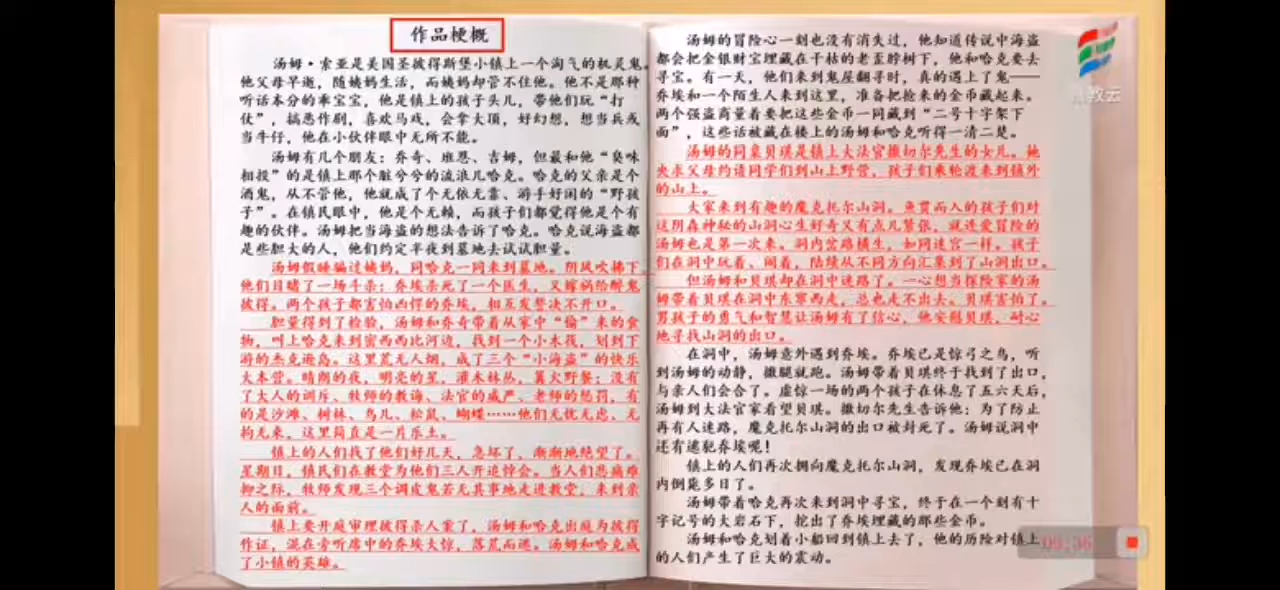 作品梗概
汤姆·索亚是美国圣彼得斯堡小镇上一个淘气的机灵鬼。
他父母早逝，随姨妈生活，而姨妈却管不住他。他不是那种
听话本分的乖宝宝，他是镇上的孩子头儿，带他们玩“打
仗”，搞恶作剧，喜欢马戏，会拿大顶，好幻想，想当兵或
当牛仔，他在小伙伴眼中无所不能。
汤姆有几个朋友：乔奇、班恩、吉姆，但最和他“臭味
相投”的是镇上那个脏兮兮的流浪儿哈克。哈克的父亲是个
酒鬼，从不管他，他就成了个无依无靠、游手好闲的“野孩
子”。在镇民眼中，他是个无赖，而孩子们都觉得他是个有
趣的伙伴。汤姆把当海盗的想法告诉了哈克。哈克说海盗都
是些胆大的人，他们约定半夜到墓地去试试胆量。
汤姆假睡骗过姨妈，同哈克一同来到墓地。阴风吹拂下，
他们目睹了一场斗杀：乔埃杀死了一个医生，又嫁祸给醉鬼
彼得。两个孩子都害怕凶悍的乔埃，相互发誓决不开口。
胆量得到了检验，汤姆和乔奇带着从家中“偷”来的食
物，叫上哈克来到密西西比河边，找到一个小木筏，划到下
游的杰克逊岛。这里荒无人烟，成了三个“小海盗”的快乐
大本营。晴朗的夜，明亮的星，灌木林丛，篝火野餐；没有
了大人的训斥、牧师的教诲、法官的威严、老师的惩罚，有
的是沙滩、树林、鸟儿、松鼠、蝴蝶……他们无忧无虑、无
拘无束，这里简直是一片乐土。
镇上的人们找了他们好几天，急坏了，渐渐地绝望了。
星期日，镇民们在教堂为他们三人开追悼会。当人们悲痛难
抑之际，牧师发现三个调皮鬼若无其事地走进教堂，来到亲
人的面前。
镇上要开庭审理彼得杀人案了，汤姆和哈克出庭为彼得
作证，混在旁听席中的乔埃大惊，落荒而逃。汤姆和哈克成
了小镇的英雄。
汤姆的冒险心一刻也没有消失过，他知道传说中海盗
都会把金银财宝埋藏在干枯的老歪脖树下，他和哈克要去
寻宝。有一天，他们来到鬼屋翻寻时，真的遇上了鬼——
乔埃和一个陌生人来到这里，准备把抢来的金币藏起来。
两个强盗商量着要把这些金币一同藏到“二号十字架下
面”，这些话被藏在楼上的汤姆和哈克听得一清二楚。
汤姆的同桌贝琪是镇上大法官撒切尔先生的女儿。她
央求父母约请同学们到山上野营，孩子们乘轮渡来到镇外
的山上。
大家来到有趣的魔克托尔山洞。鱼贯而入的孩子们对
这阴森神秘的山洞心生好奇又有点儿紧张，就连爱冒险的
汤姆也是第一次来。洞内岔路横生，如同迷宫一样。孩子
们在洞中玩着、闹着，陆续从不同方向汇集到了山洞出口。
但汤姆和贝琪却在洞中迷路了。一心想当探险家的汤
姆带着贝琪在洞中东窜西走，总也走不出去。贝琪害怕了。
男孩子的勇气和智慧让汤姆有了信心，他安慰贝琪，耐心
地寻找山洞的出口。
在洞中，汤姆意外遇到乔埃。乔埃已是惊弓之鸟，听
到汤姆的动静，撒腿就跑。汤姆带着贝琪终于找到了出口，
与亲人们会合了。虚惊一场的两个孩子在休息了五六天后，
汤姆到大法官家看望贝琪。撒切尔先生告诉他：为了防止
再有人迷路，魔克托尔山洞的出口被封死了。汤姆说洞中
还有逃犯乔埃呢！
镇上的人们再次拥向魔克托尔山洞，发现乔埃已在洞
内倒毙多日了。
汤姆带着哈克再次来到洞中寻宝，终于在一个刻有十
字记号的大岩石下，挖出了乔埃埋藏的那些金币。
汤姆和哈克划着小船回到镇上去了，他的历险对镇上
的人们产生了巨大的震动。
教云